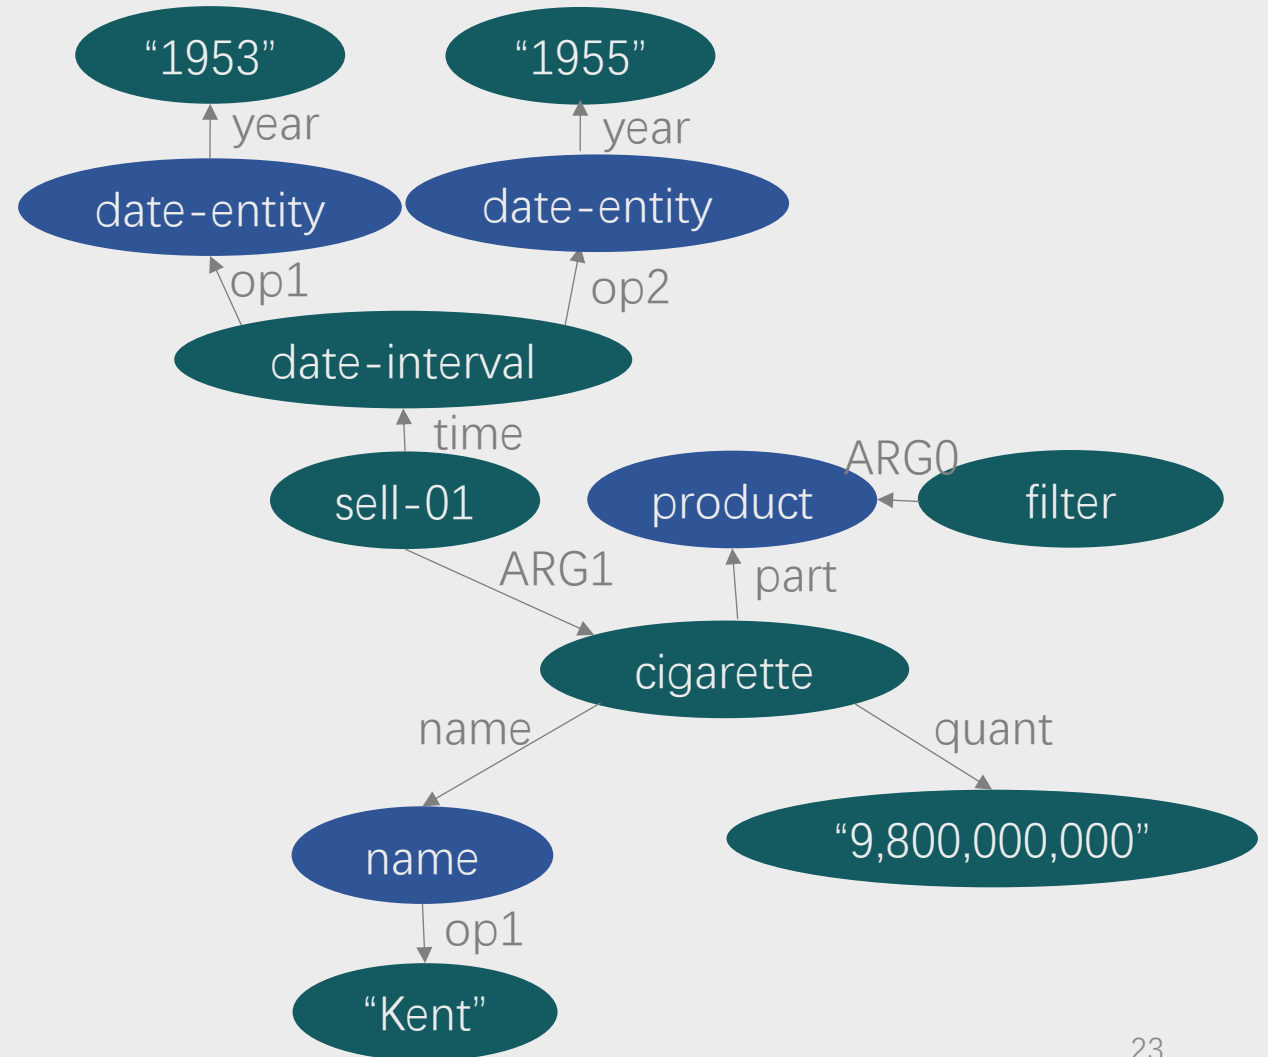 “1953”
“1955”
year
year
date-entity
date-entity
op1
op2
date-interval
time
sell-01
product
ARG0
filter
ARG1
part
cigarette
name
quant
name
“9,800,000,000”
op1
“Kent”
23